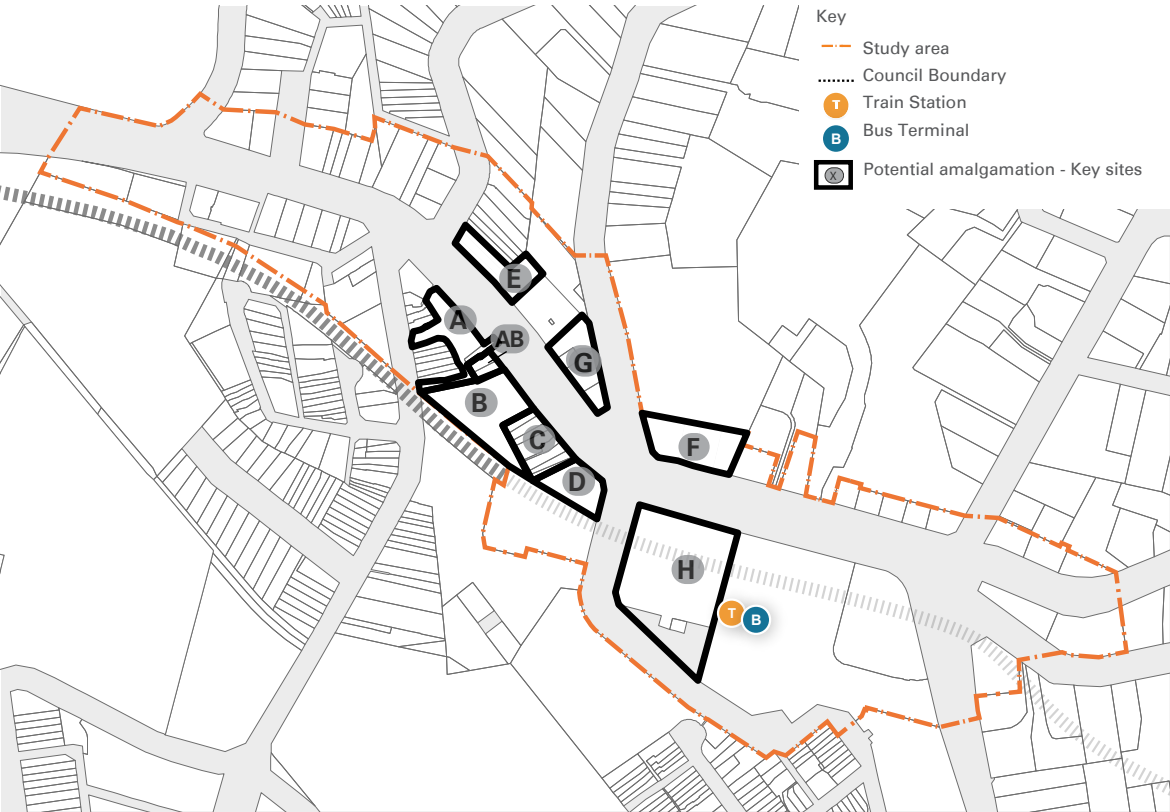 Key
Study area
Council Boundary
T Train Station
B Bus Terminal
X Potential amalgamation - Key sites
E
A
AB
G
B
C
F
D
H
T B